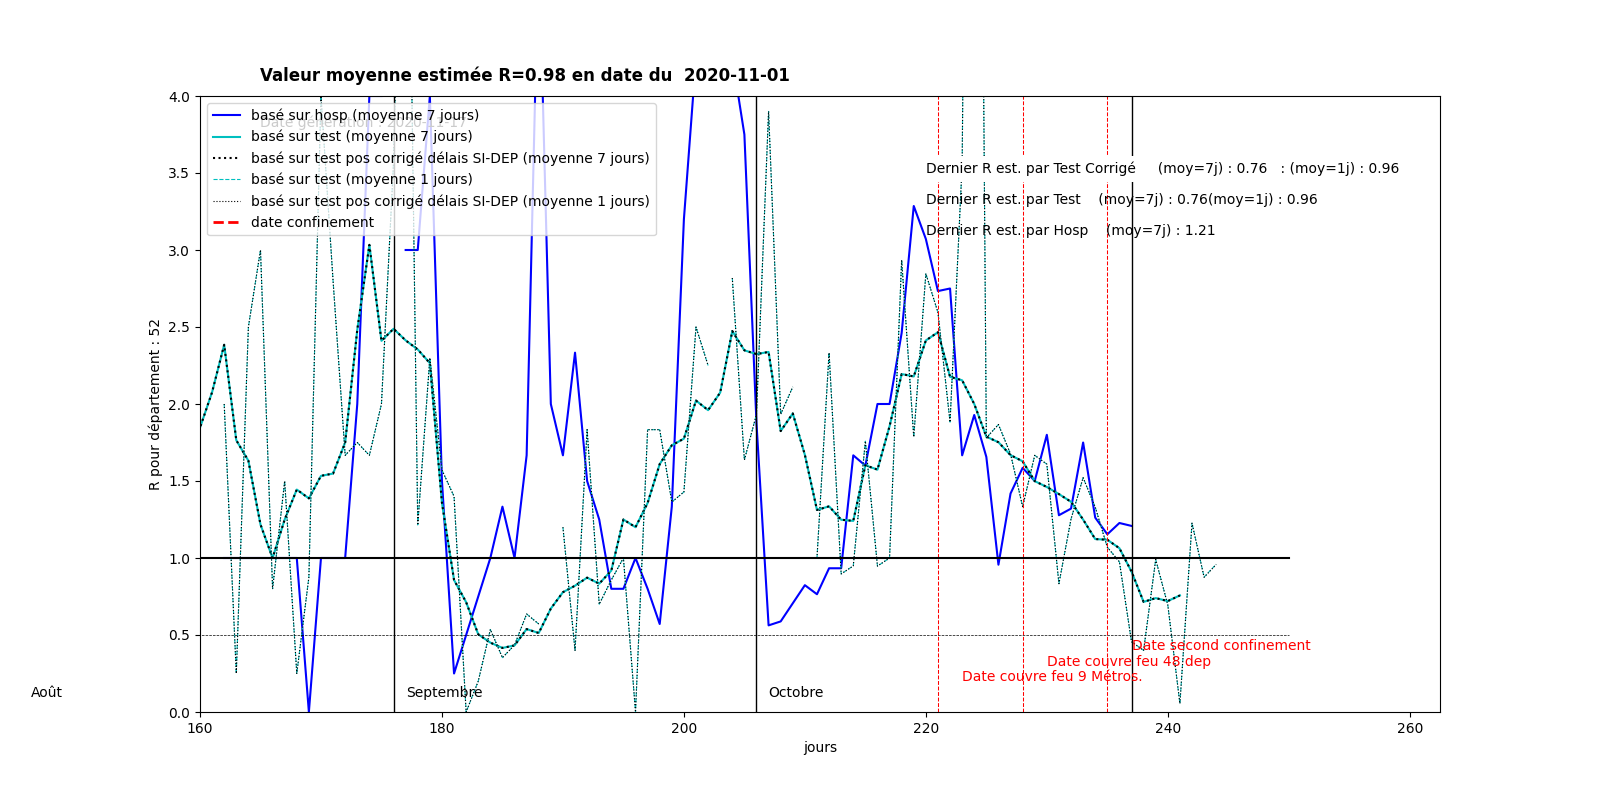 Valeur moyenne estimée R=0.98 en date du  2020-11-01
4.0
3.5
3.0
2.5
2.0
1.5
1.0
0.5
0.0
R pour département : 52
basé sur hosp (moyenne 7 jours)
Date génération : 2020-11-17
basé sur test (moyenne 7 jours)
basé sur test pos corrigé délais SI-DEP (moyenne 7 jours)
basé sur test (moyenne 1 jours)
basé sur test pos corrigé délais SI-DEP (moyenne 1 jours)
date confinement
Dernier R est. par Test Corrigé     (moy=7j) : 0.76   : (moy=1j) : 0.96
Dernier R est. par Test    (moy=7j) : 0.76(moy=1j) : 0.96
Dernier R est. par Hosp    (moy=7j) : 1.21
Date second confinement
Date couvre feu 48 dep
Date couvre feu 9 Métros.
Août
Septembre
Octobre
160
180
200
220
240
260
jours